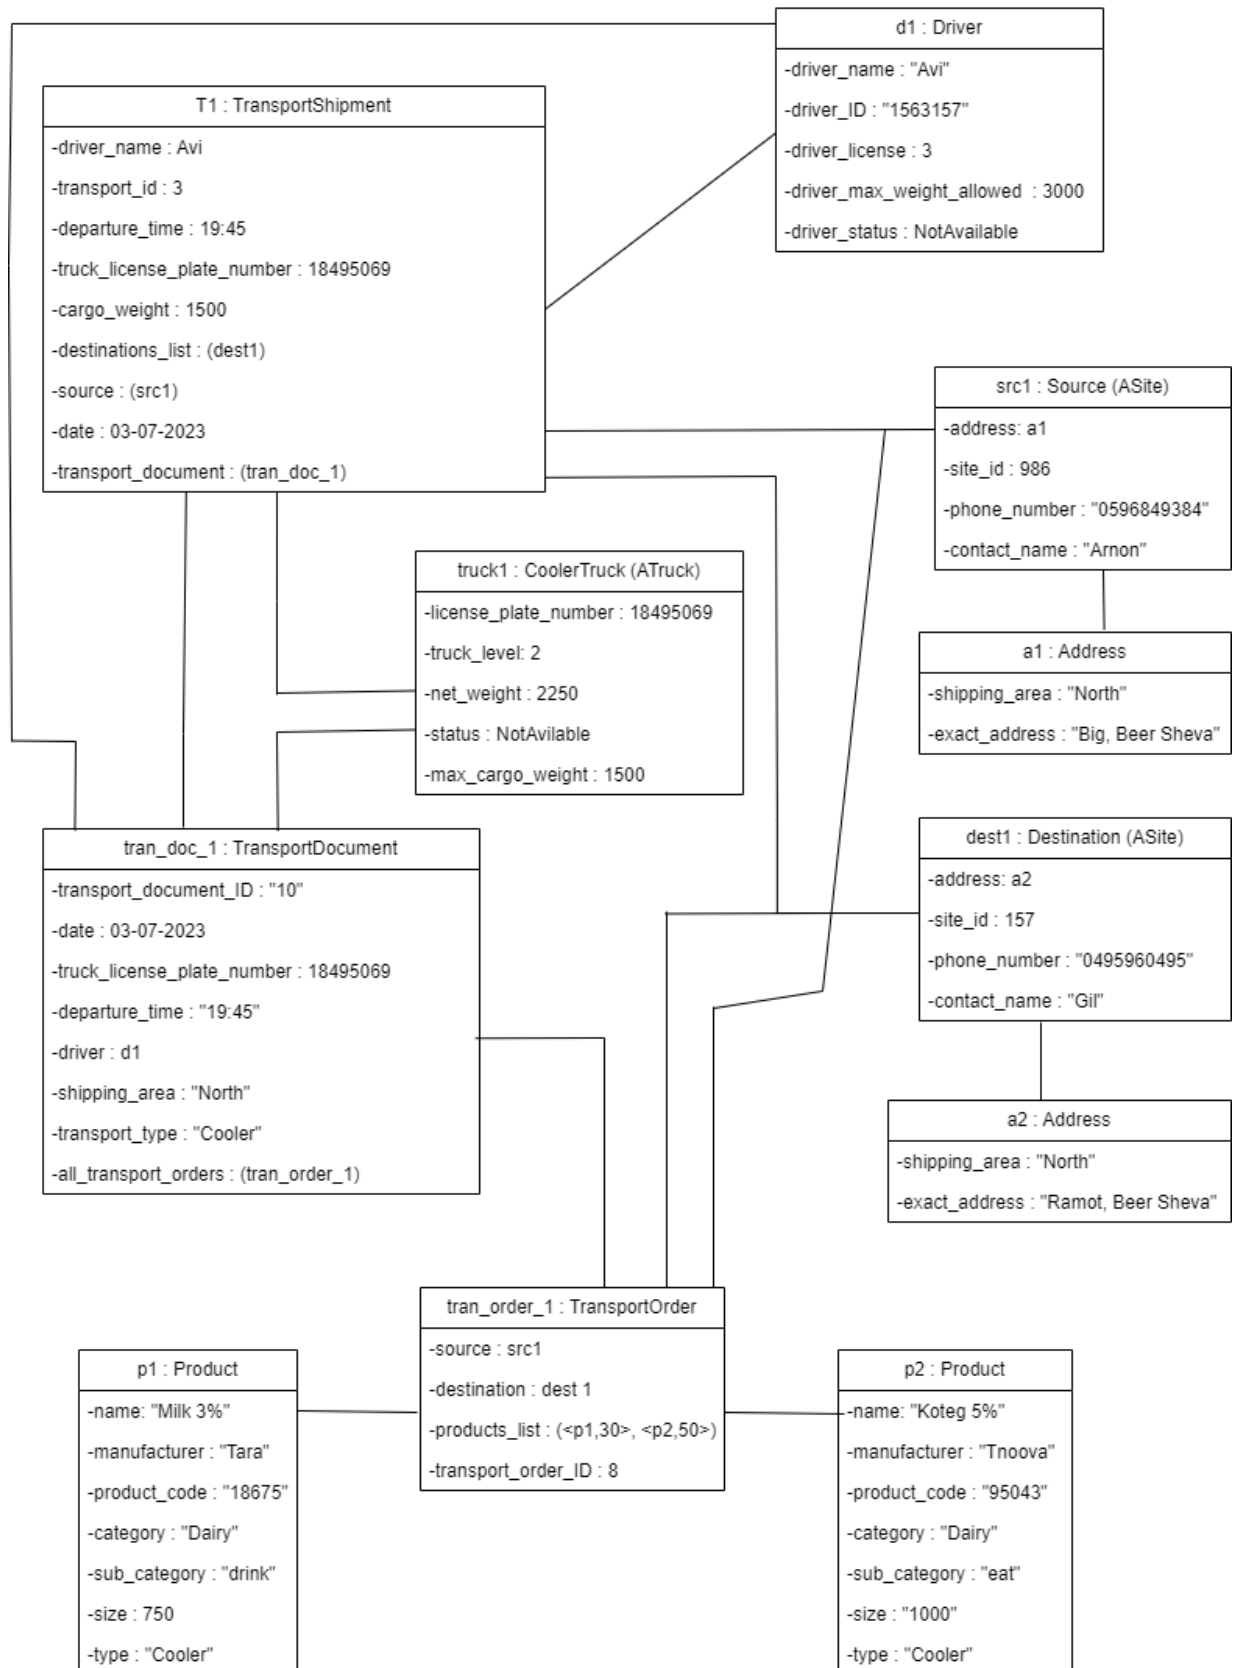 d1 : Driver
-driver_name : "Avi"
-driver_ID : "1563157"
-driver_license : 3
-driver_max_weight_allowed : 3000
-driver_status : NotAvailable
T1 : TransportShipment
-driver_name : Avi
-transport_id : 3
-departure_time : 19:45
-truck_license_plate_number : 18495069
-cargo_weight : 1500
-destinations_list : (dest1)
-source : (src1)
-date : 03-07-2023
-transport_document : (tran_doc_1)
src1 : Source (ASite)
-address: a1
-site_id : 986
-phone_number : "0596849384"
-contact_name : "Arnon"
truck1 : CoolerTruck (ATruck)
-license_plate_number : 18495069
-truck_level: 2
-net_weight : 2250
-status : NotAvilable
-max_cargo_weight : 1500
a1 : Address
-shipping_area : "North"
-exact_address : "Big, Beer Sheva"
tran_doc_1 : TransportDocument
-transport_document_ID : "10"
-date : 03-07-2023
-truck_license_plate_number : 18495069
-departure_time : "19:45"
-driver : d1
-shipping_area : "North"
-transport_type : "Cooler"
-all_transport_orders : (tran_order_1)
dest1 : Destination (ASite)
-address: a2
-site_id : 157
-phone_number : "0495960495"
-contact_name : "Gil"
a2 : Address
-shipping_area : "North"
-exact_address : "Ramot, Beer Sheva"
tran_order_1 : TransportOrder
-source : src1
-destination : dest 1
-products_list : (<p1,30>, <p2,50>)
-transport_order_ID : 8
p1 : Product
-name: "Milk 3%"
-manufacturer : "Tara"
-product_code : "18675"
-category : "Dairy"
-sub_category : "drink"
-size : 750
-type : "Cooler"
p2 : Product
-name: "Koteg 5%"
-manufacturer : "Tnoova"
-product_code : "95043"
-category : "Dairy"
-sub_category : "eat"
-size : "1000"
-type : "Cooler"